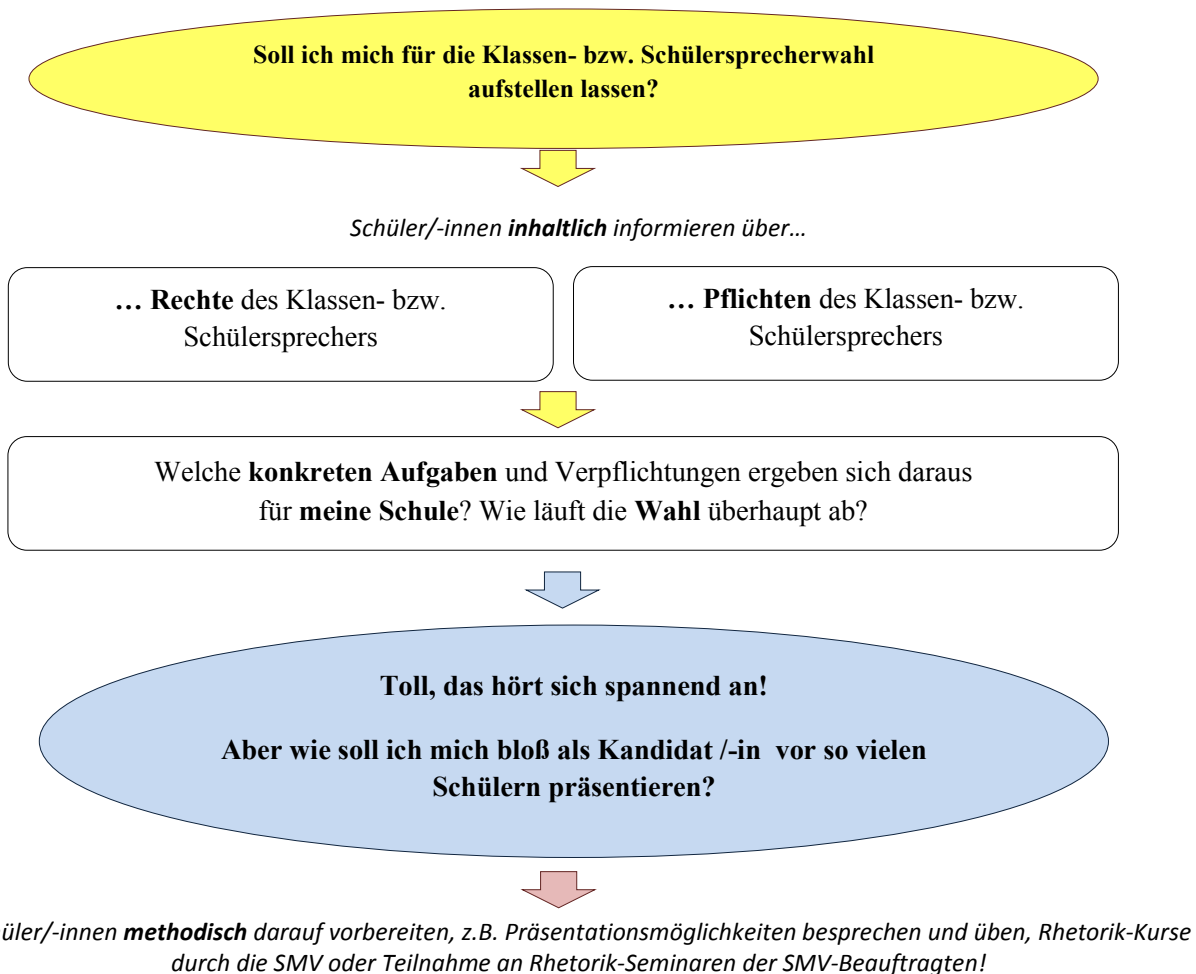 Soll ich mich für die Klassen- bzw. Schülersprecherwahl
aufstellen lassen?
Schüler/-innen inhaltlich informieren über…
… Rechte des Klassen- bzw.
Schülersprechers
… Pflichten des Klassen- bzw.
Schülersprechers
Welche konkreten Aufgaben und Verpflichtungen ergeben sich daraus
für meine Schule? Wie läuft die Wahl überhaupt ab?
Toll, das hört sich spannend an!
Aber wie soll ich mich bloß als Kandidat /-in vor so vielen
Schülern präsentieren?
üler/-innen methodisch darauf vorbereiten, z.B. Präsentationsmöglichkeiten besprechen und üben, Rhetorik-Kurse
durch die SMV oder Teilnahme an Rhetorik-Seminaren der SMV-Beauftragten!